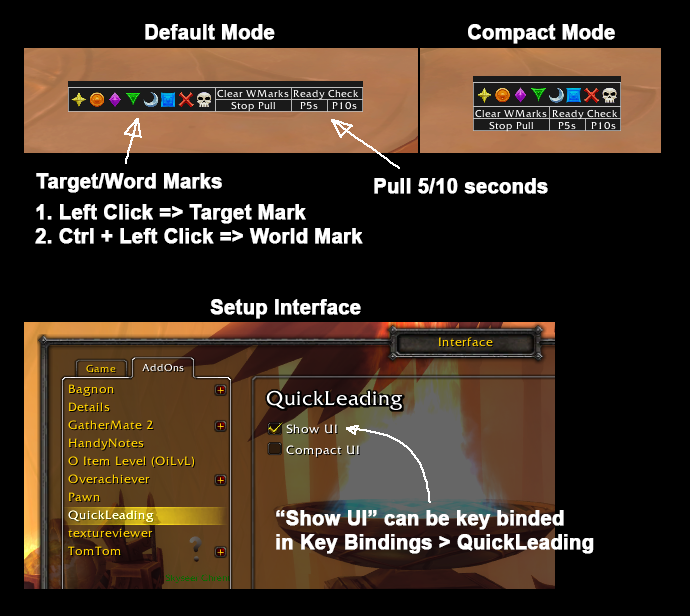 Default Mode
Compact Mode
Clear WMarks Ready Check
Stop Pull P5s P10s
Clear WMarks Ready Check
Stop Pull P5s P10s
Target/Word Marks
1. Left Click => Target Mark
2. Ctrl + Left Click => World Mark
Pull 5/10 seconds
Setup Interface
Interface
Game AddOns
Bagnon
Details
GatherMate 2
HandyNotes
O Item Level (OiLvL)
Overachiever
Pawn
QuickLeading
textureviewer
TomTom
QuickLeading
Show UI
Compact UI
“Show UI” can be key binded
in Key Bindings > QuickLeading